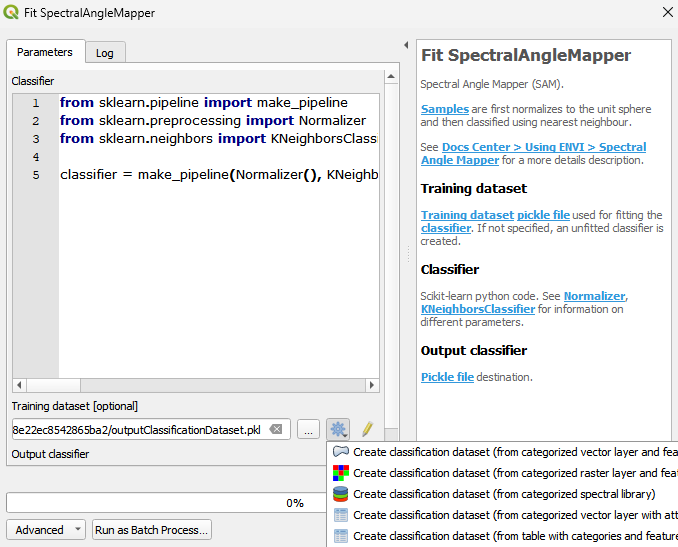 Fit SpectralAngleMapper
Parameters
Log
Classifier
1 from sklearn.pipeline import make_pipeline
2 from sklearn.preprocessing import Normalizer
3 from sklearn.neighbors import KNeighborsClass
4
5 classifier = make_pipeline(Normalizer(), KNeighb
Training dataset [optional]
8e22ec8542865ba2/outputClassificationDataset.pkl
...
Output classifier
0%
Advanced
Run as Batch Process...
Fit SpectralAngleMapper
Spectral Angle Mapper (SAM).
Samples are first normalizes to the unit sphere
and then classified using nearest neighbour.
See Docs Center > Using ENVI > Spectral
Angle Mapper for a more details description.
Training dataset
Training dataset pickle file used for fitting the
classifier. If not specified, an unfitted classifier is
created.
Classifier
Scikit-learn python code. See Normalizer,
KNeighborsClassifier for information on
different parameters.
Output classifier
Pickle file destination.
Create classification dataset (from categorized vector layer and fea
Create classification dataset (from categorized raster layer and feat
Create classification dataset (from categorized spectral library)
Create classification dataset (from categorized vector layer with att
Create classification dataset (from table with categories and feature